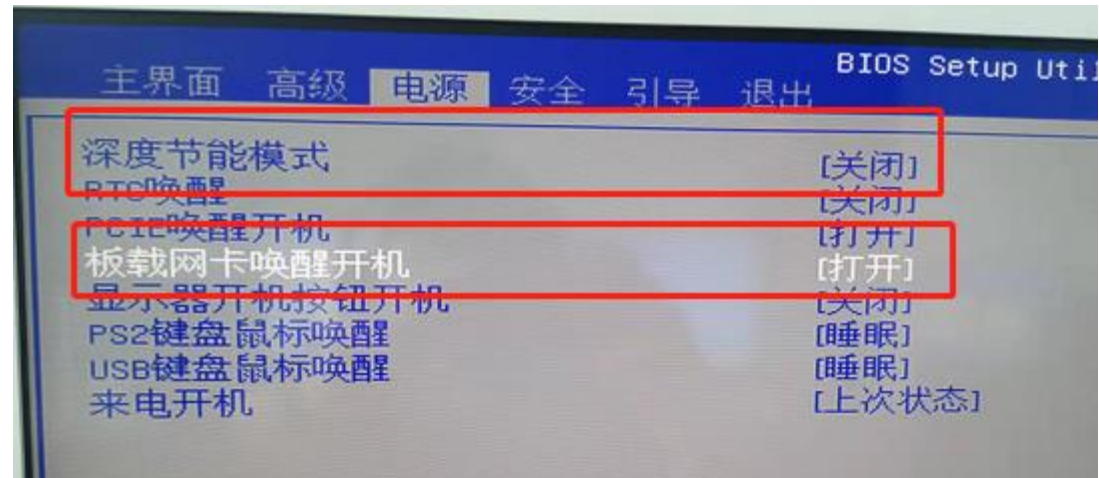 BIOS Setup Util
主界面 高级 电源 安全 引导 退出
深度节能模式 [关闭]
RTC唤醒 [关闭]
PCIE唤醒开机 [打开]
板载网卡唤醒开机 [打开]
显示器开机按钮开机 [关闭]
PS2键盘鼠标唤醒 [睡眠]
USB键盘鼠标唤醒 [睡眠]
来电开机 [上次状态]